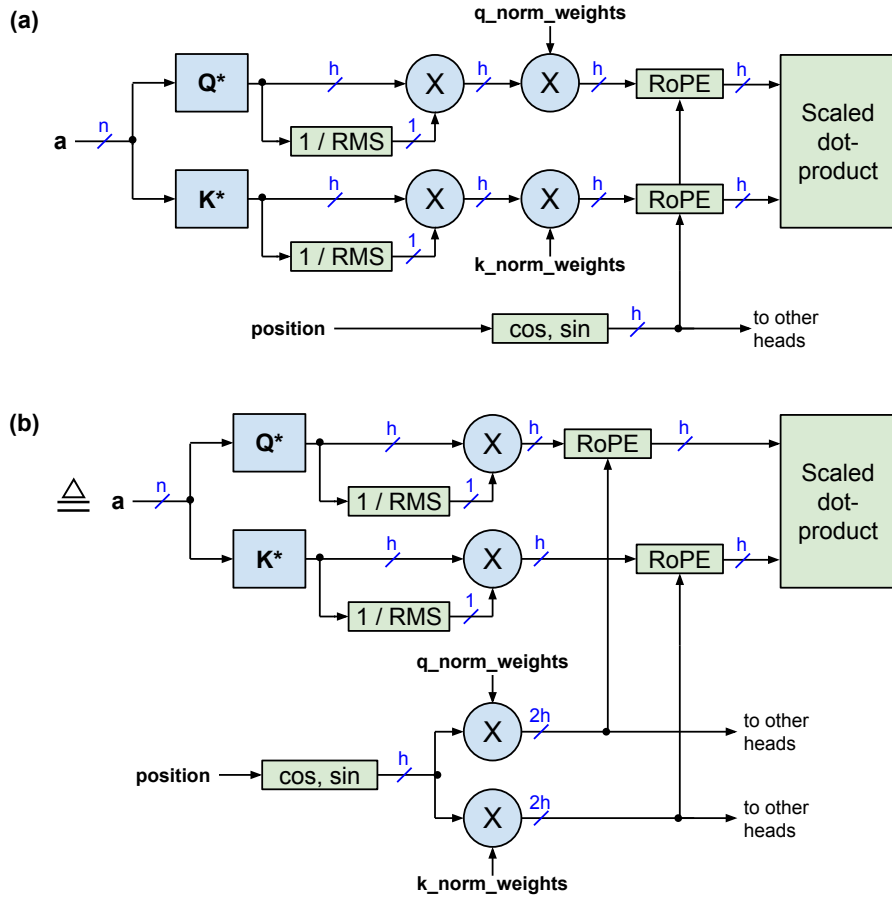 (a)
q_norm_weights
Q*
h
X
h
X
h
RoPE
h
a
n
1 / RMS
1
Scaled
dot-
product
K*
h
X
h
X
h
RoPE
h
1 / RMS
1
k_norm_weights
position
cos, sin
h
to other
heads
(b)
Q*
h
X
h
RoPE
h
≜
a
n
1 / RMS
1
Scaled
dot-
product
K*
h
X
h
RoPE
h
1 / RMS
1
q_norm_weights
X
2h
to other
heads
position
cos, sin
h
X
2h
to other
heads
k_norm_weights